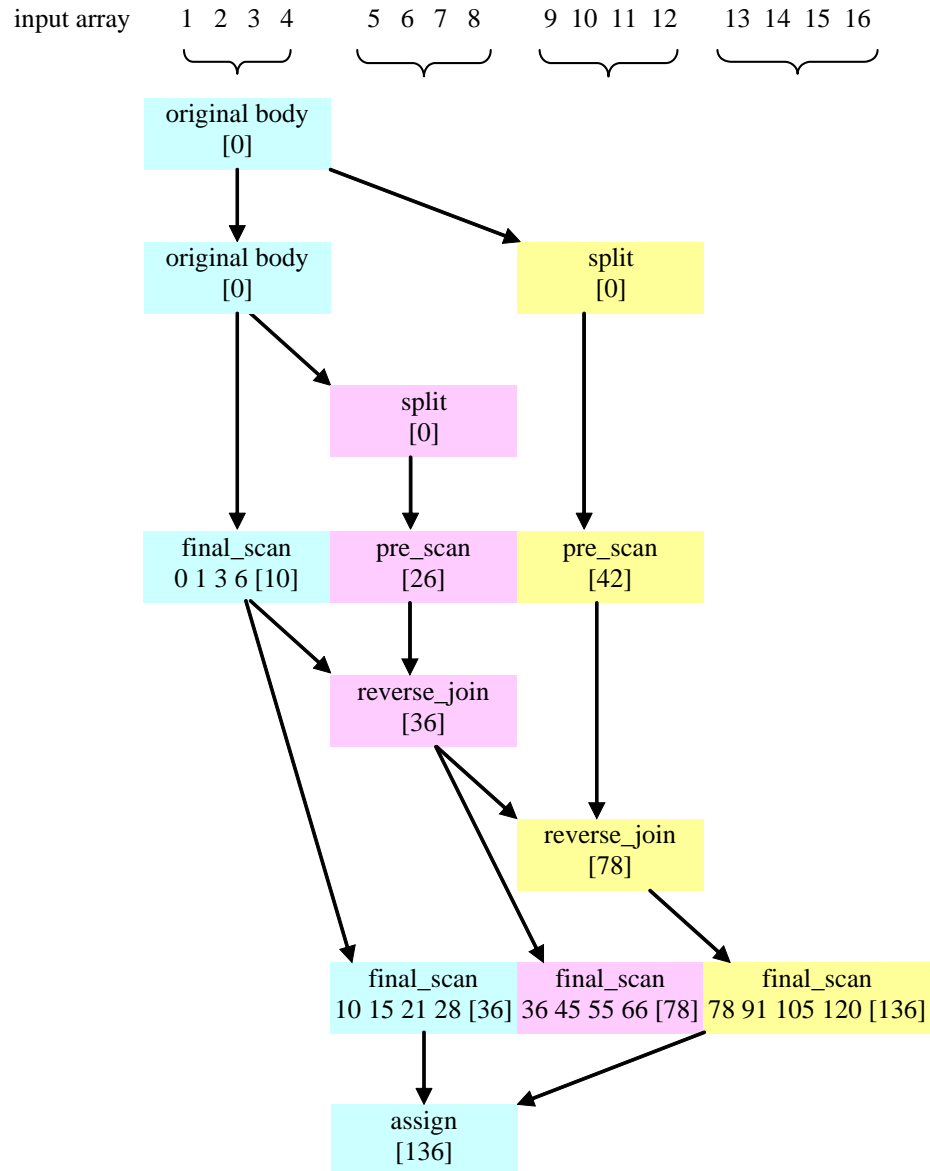 input array 1 2 3 4 5 6 7 8 9 10 11 12 13 14 15 16
original body
[0]
original body
[0]
split
[0]
split
[0]
final_scan
0 1 3 6 [10]
pre_scan
[26]
pre_scan
[42]
reverse_join
[36]
reverse_join
[78]
final_scan
10 15 21 28 [36]
final_scan
36 45 55 66 [78]
final_scan
78 91 105 120 [136]
assign
[136]